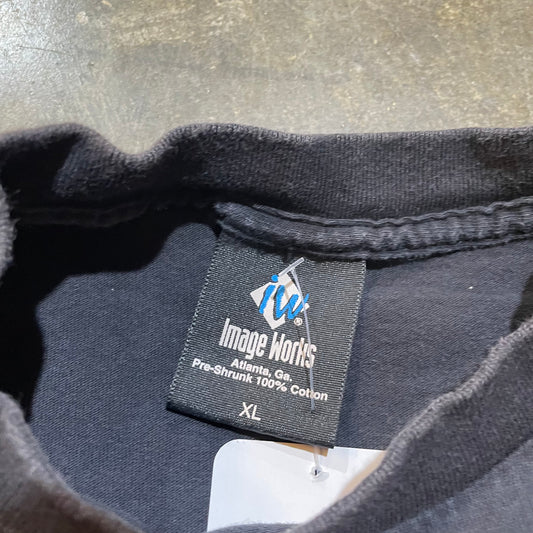 iw®
Image Works
Atlanta, Ga.
Pre-Shrunk 100% Cotton
XL